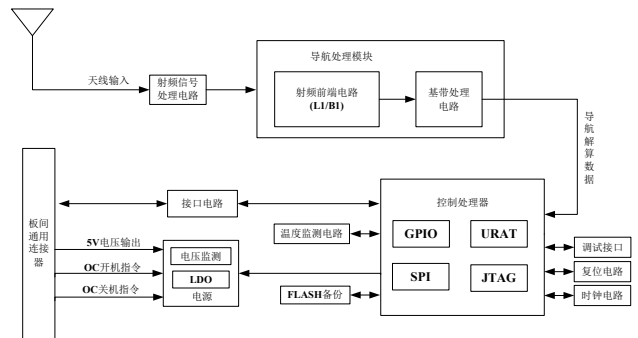 导航处理模块
天线输入
射频信号
处理电路
射频前端电路
(L1/B1)
基带处理
电路
导航解算数据
板间
通用
连接
器
接口电路
控制处理器
GPIO
URAT
SPI
JTAG
温度监测电路
FLASH备份
调试接口
复位电路
时钟电路
5V电压输出
OC开机指令
OC关机指令
电压监测
LDO
电源